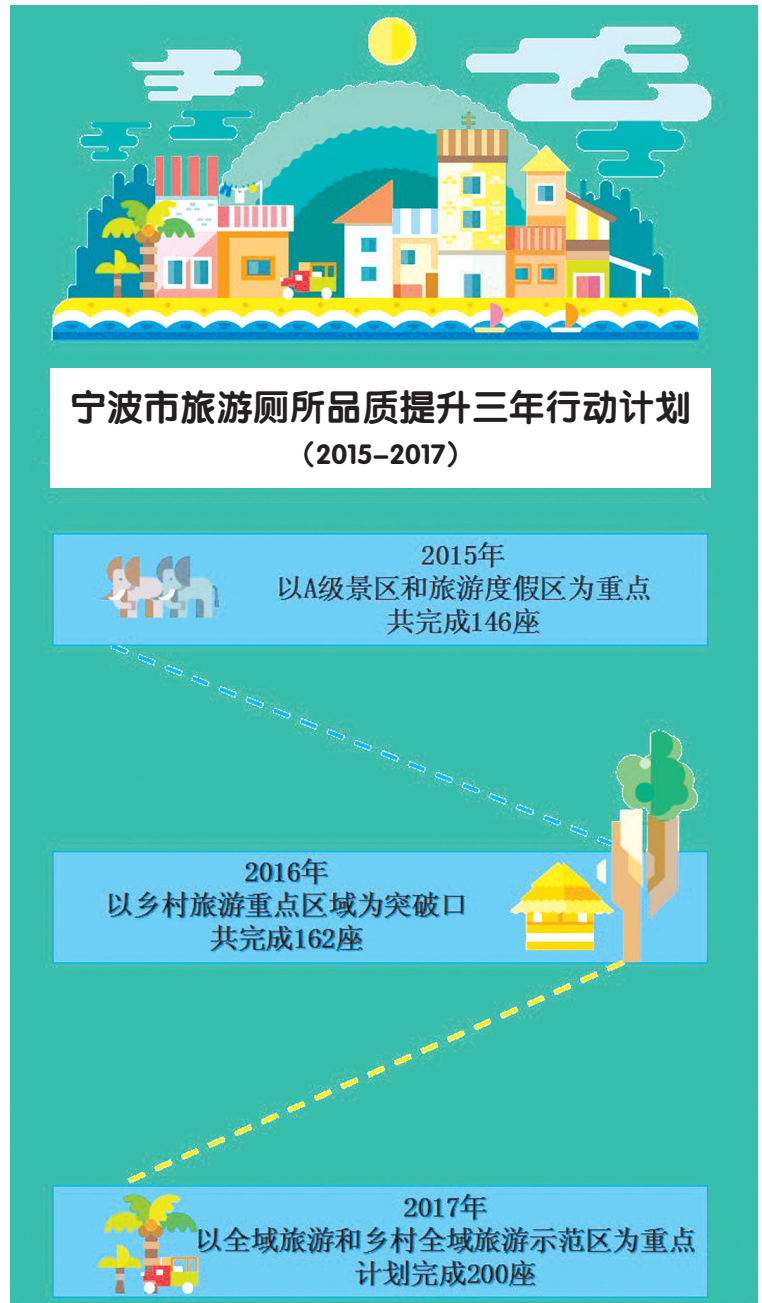 宁波市旅游厕所品质提升三年行动计划
（2015-2017）
2015年
以A级景区和旅游度假区为重点
共完成146座
2016年
以乡村旅游重点区域为突破口
共完成162座
2017年
以全域旅游和乡村全域旅游示范区为重点
计划完成200座